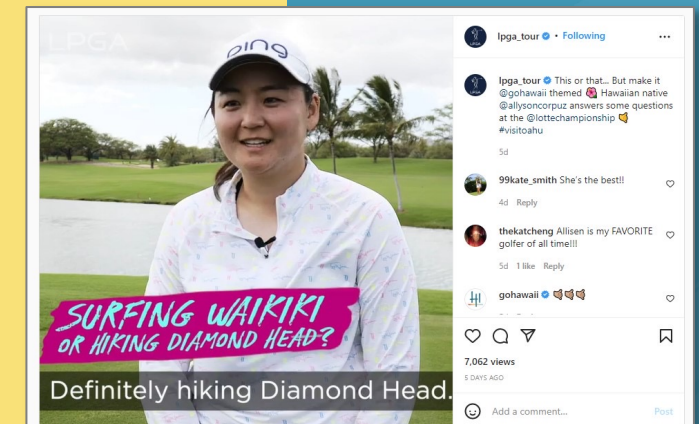 LPGA
PING
SURFING WAIKIKI
OR HIKING DIAMOND HEAD?
Definitely hiking Diamond Head.
lpga_tour • Following
lpga_tour This or that... But make it
@gohawaii themed 🌺 Hawaiian native
@allysoncorpuz answers some questions
at the @lottechampionship 🤙
#visitoahu
5d
99kate_smith She's the best!!
4d Reply
thekatcheng Allisen is my FAVORITE
golfer of all time!!!
5d 1 like Reply
gohawaii 🤙🤙🤙
7,062 views
5 DAYS AGO
Add a comment...
Post